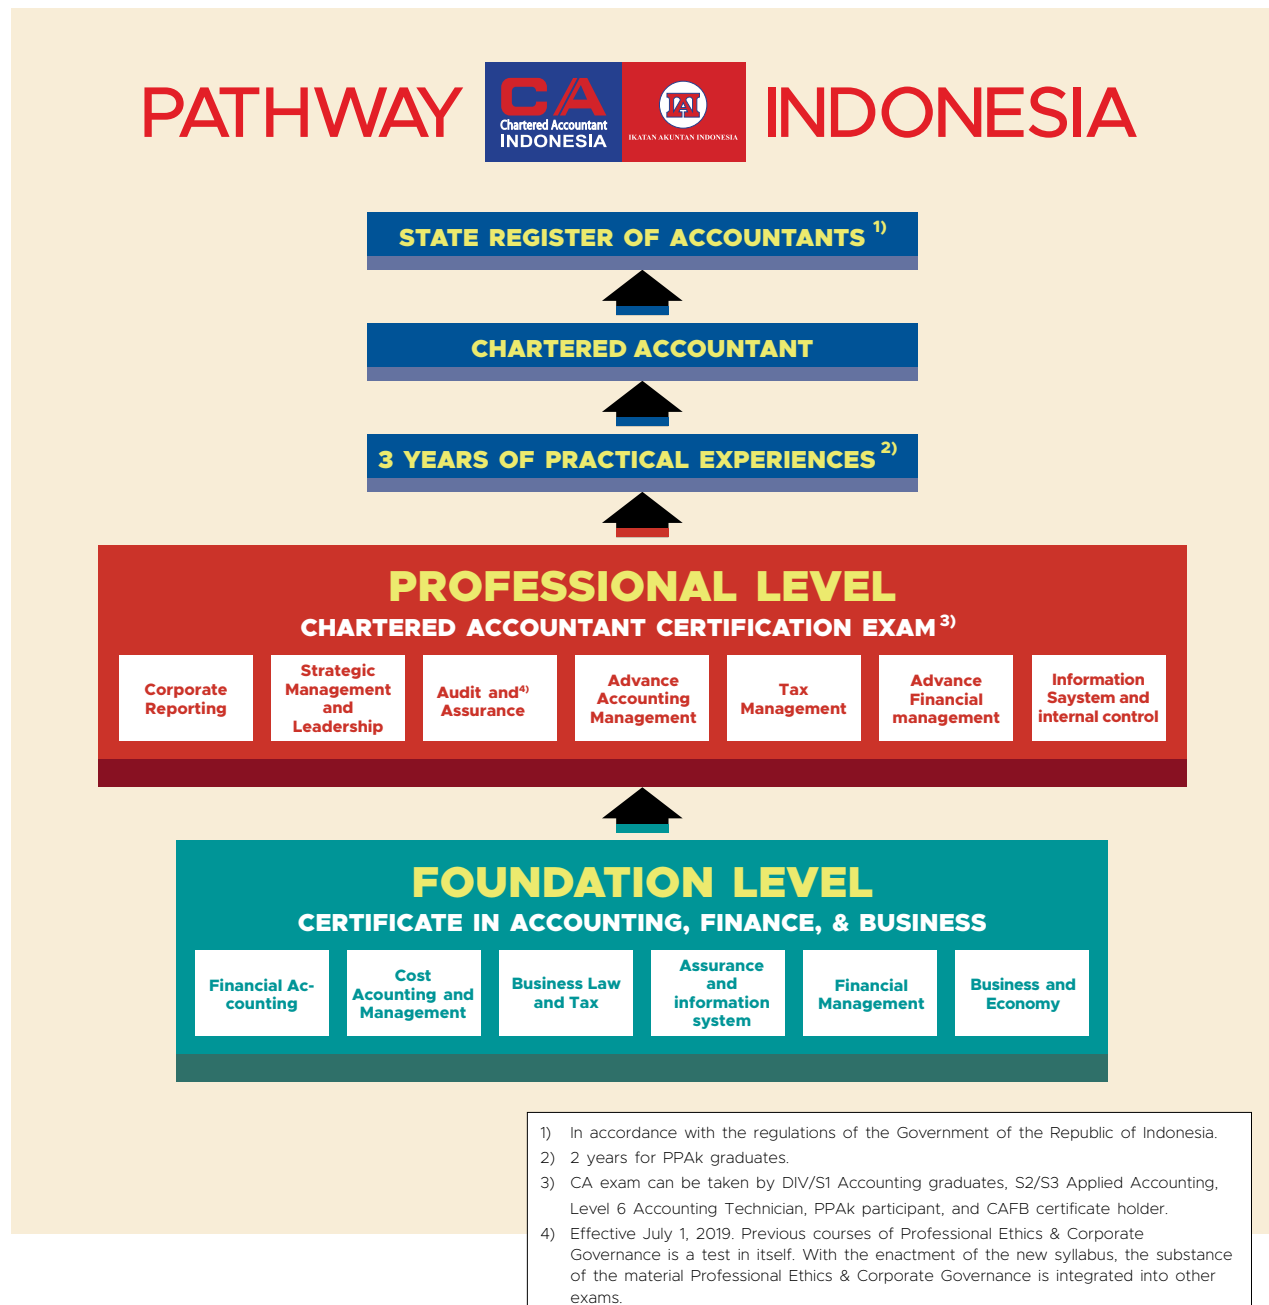 PATHWAY
CA
Chartered Accountant
INDONESIA
IAI
IKATAN AKUNTAN INDONESIA
INDONESIA
STATE REGISTER OF ACCOUNTANTS 1)
CHARTERED ACCOUNTANT
3 YEARS OF PRACTICAL EXPERIENCES 2)
PROFESSIONAL LEVEL
CHARTERED ACCOUNTANT CERTIFICATION EXAM 3)
Corporate
Reporting
Strategic
Management
and
Leadership
Audit and4)
Assurance
Advance
Accounting
Management
Tax
Management
Advance
Financial
management
Information
Saystem and
internal control
FOUNDATION LEVEL
CERTIFICATE IN ACCOUNTING, FINANCE, & BUSINESS
Financial Ac-
counting
Cost
Acounting and
Management
Business Law
and Tax
Assurance
and
information
system
Financial
Management
Business and
Economy
1) In accordance with the regulations of the Government of the Republic of Indonesia.
2) 2 years for PPAk graduates.
3) CA exam can be taken by DIV/S1 Accounting graduates, S2/S3 Applied Accounting,
Level 6 Accounting Technician, PPAk participant, and CAFB certificate holder.
4) Effective July 1, 2019. Previous courses of Professional Ethics & Corporate
Governance is a test in itself. With the enactment of the new syllabus, the substance
of the material Professional Ethics & Corporate Governance is integrated into other
exams.